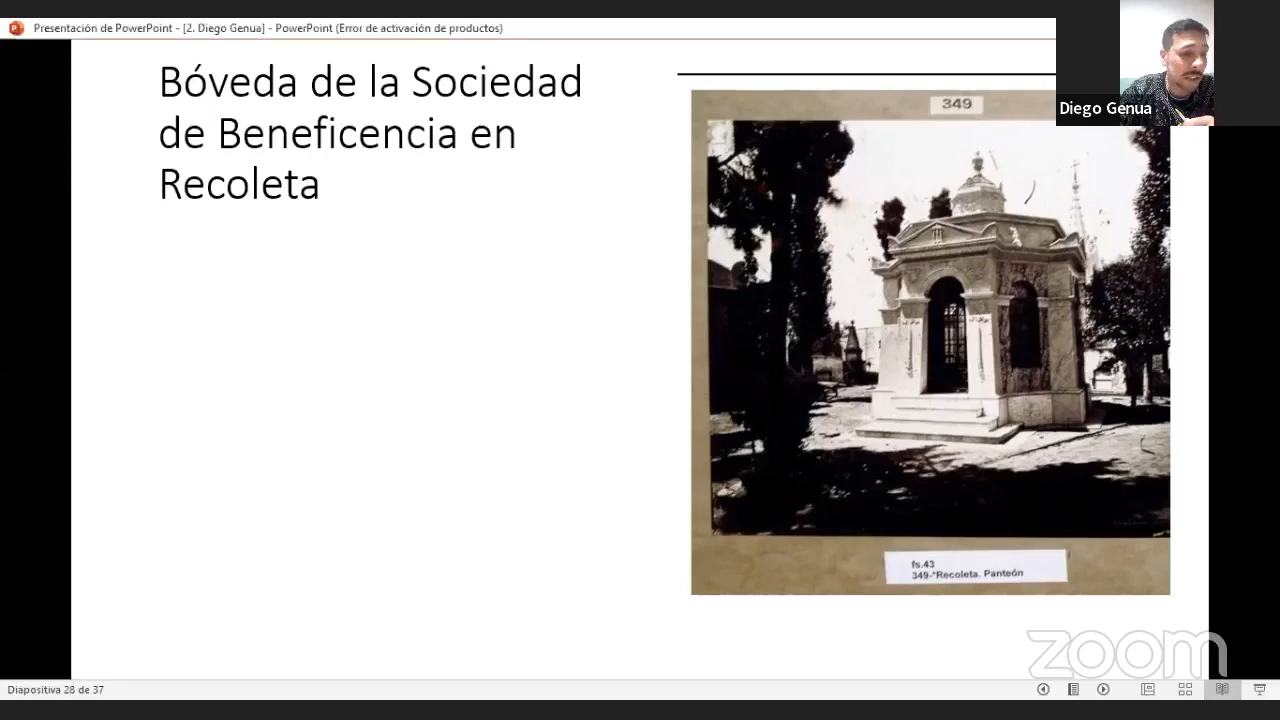 Presentación de PowerPoint - [2. Diego Genua] - PowerPoint (Error de activación de productos)
Bóveda de la Sociedad
de Beneficencia en
Recoleta
349
Diego Genua
fs.43
349-*Recoleta. Panteón
zoom
Diapositiva 28 de 37